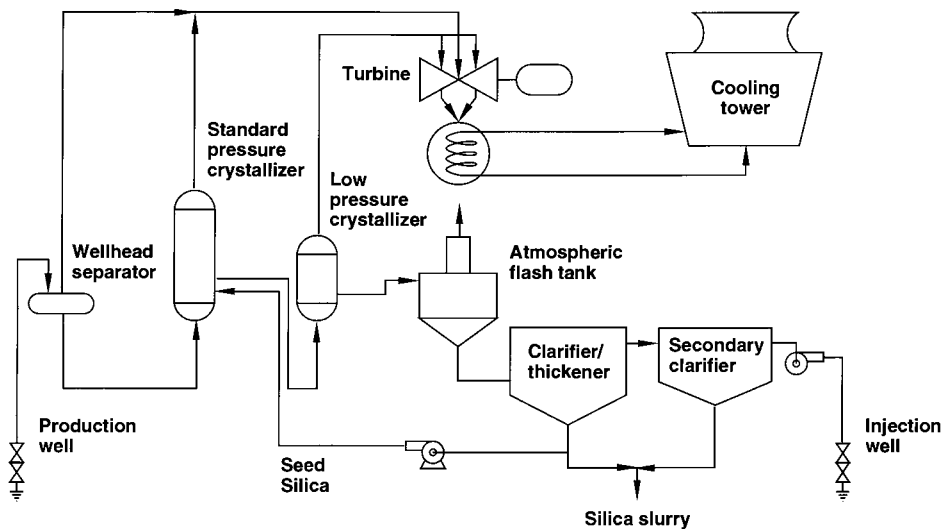 Turbine
Cooling
tower
Standard
pressure
crystallizer
Low
pressure
crystallizer
Wellhead
separator
Atmospheric
flash tank
Clarifier/
thickener
Secondary
clarifier
Production
well
Injection
well
Seed
Silica
Silica slurry